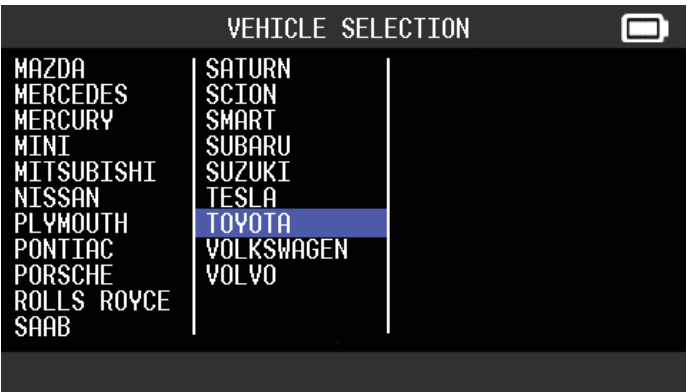 VEHICLE SELECTION
MAZDA
MERCEDES
MERCURY
MINI
MITSUBISHI
NISSAN
PLYMOUTH
PONTIAC
PORSCHE
ROLLS ROYCE
SAAB
SATURN
SCION
SMART
SUBARU
SUZUKI
TESLA
TOYOTA
VOLKSWAGEN
VOLVO